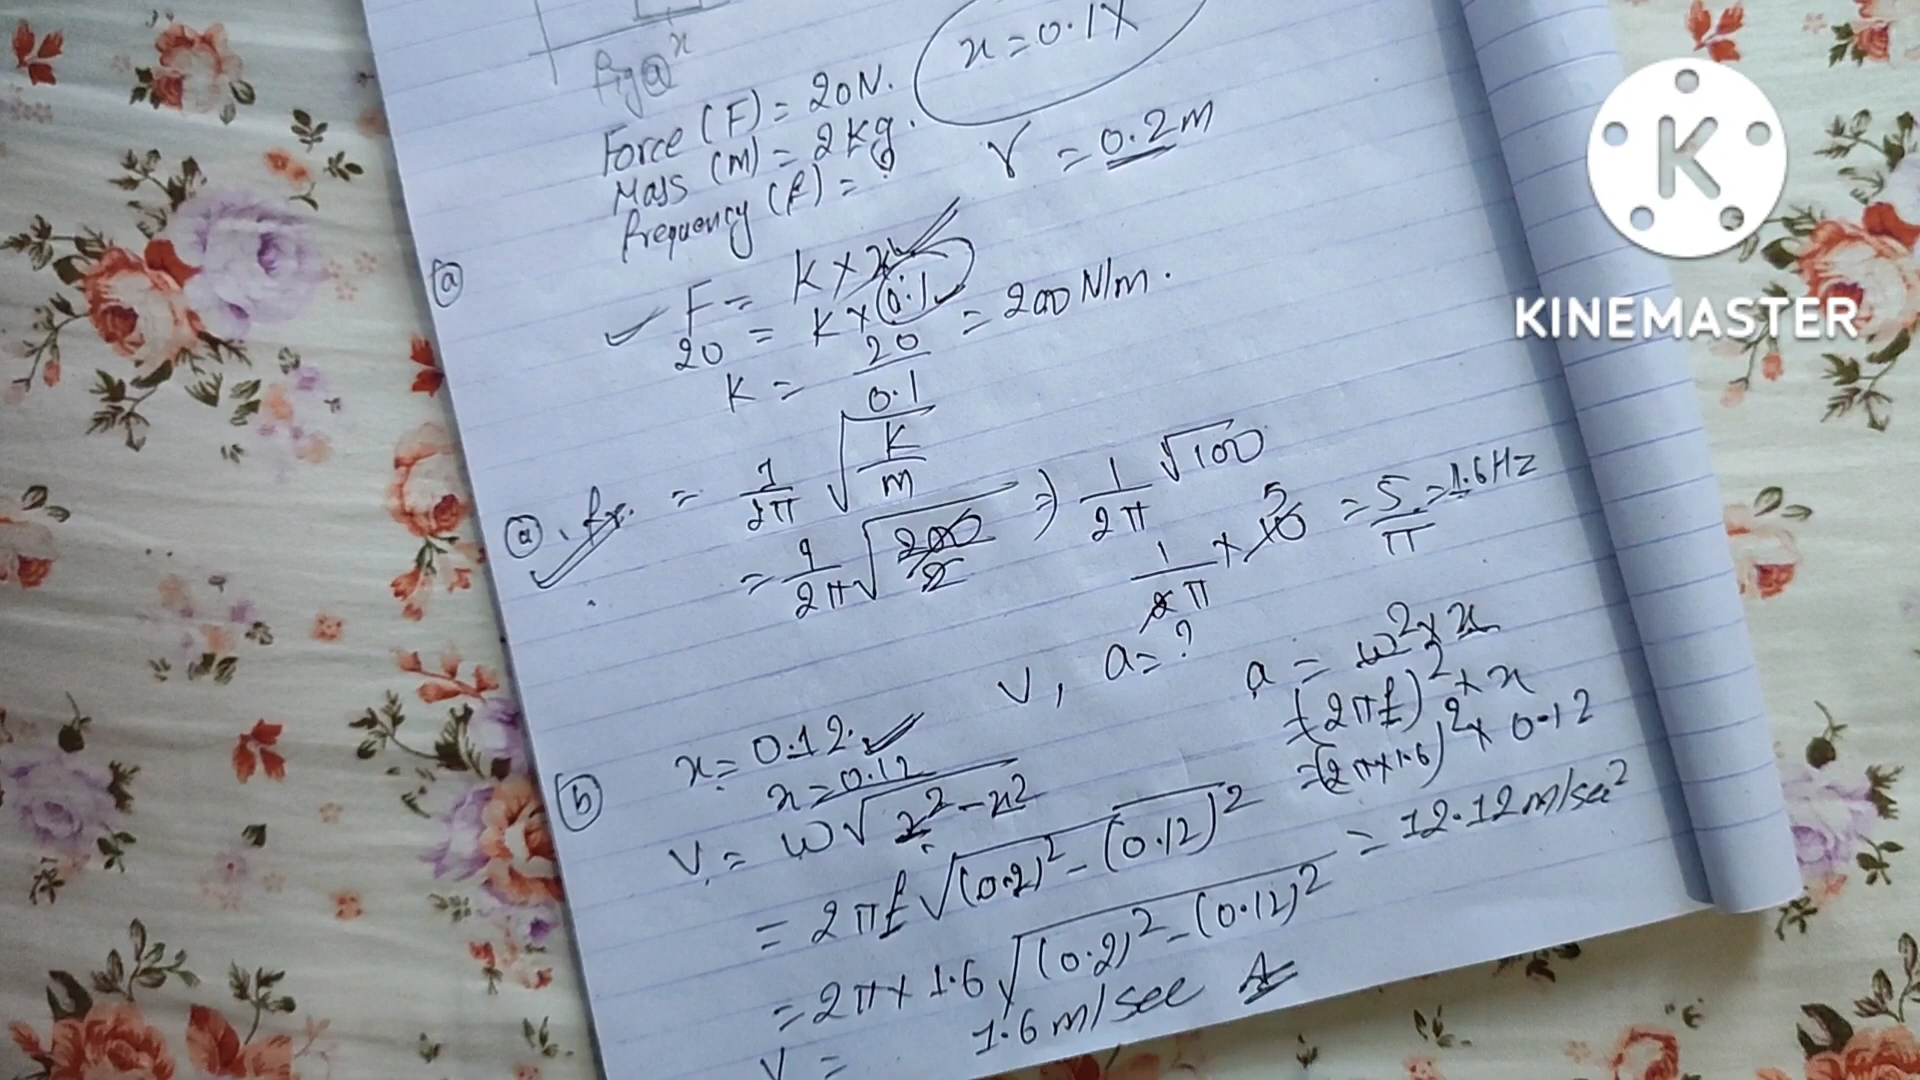 fig ⓐ x
x = 0.1X
Force (F) = 20N.
Mass (m) = 2kg.
frequency (f) = ?
r = 0.2m
ⓐ
F = K × x
20 = K × 0.1
K = 20/0.1 = 200 N/m.
ⓐ. fr. = 1/2π √(K/m)
= 1/2π √(200/2) ⇒ 1/2π √100
1/2π × 10 5 = 5/π = 1.6Hz
V, a = ?
ⓑ x = 0.12.
x = 0.12
V = ω√(r² - x²)
= 2πf √((0.2)² - (0.12)²
= 2π × 1.6 √((0.2)² - (0.12)²
V = 1.6 m/sec A
a = ω² × x
= (2πf)² × x
= (2π×1.6)² × 0.12
= 12.12 m/sec²
K
KINEMASTER